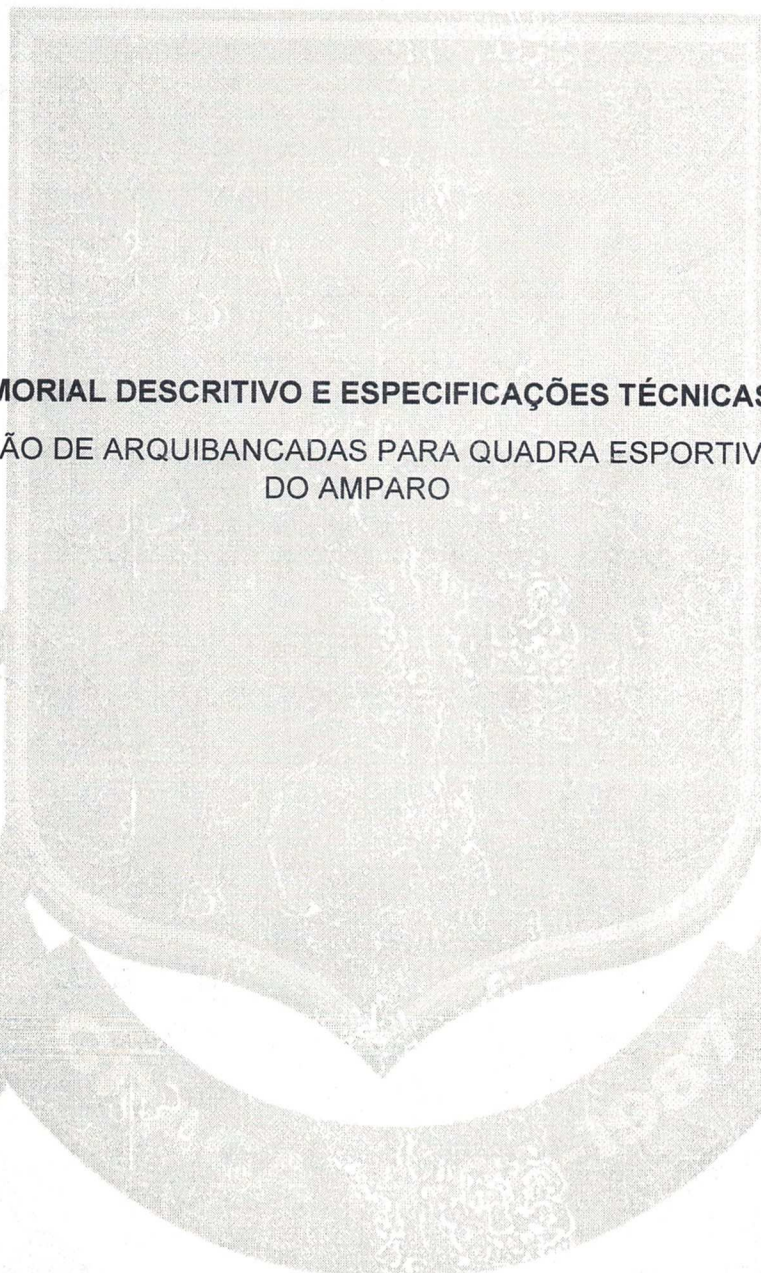 MORIAL DESCRITIVO E ESPECIFICAÇÕES TÉCNICAS
ÃO DE ARQUIBANCADAS PARA QUADRA ESPORTIV
DO AMPARO